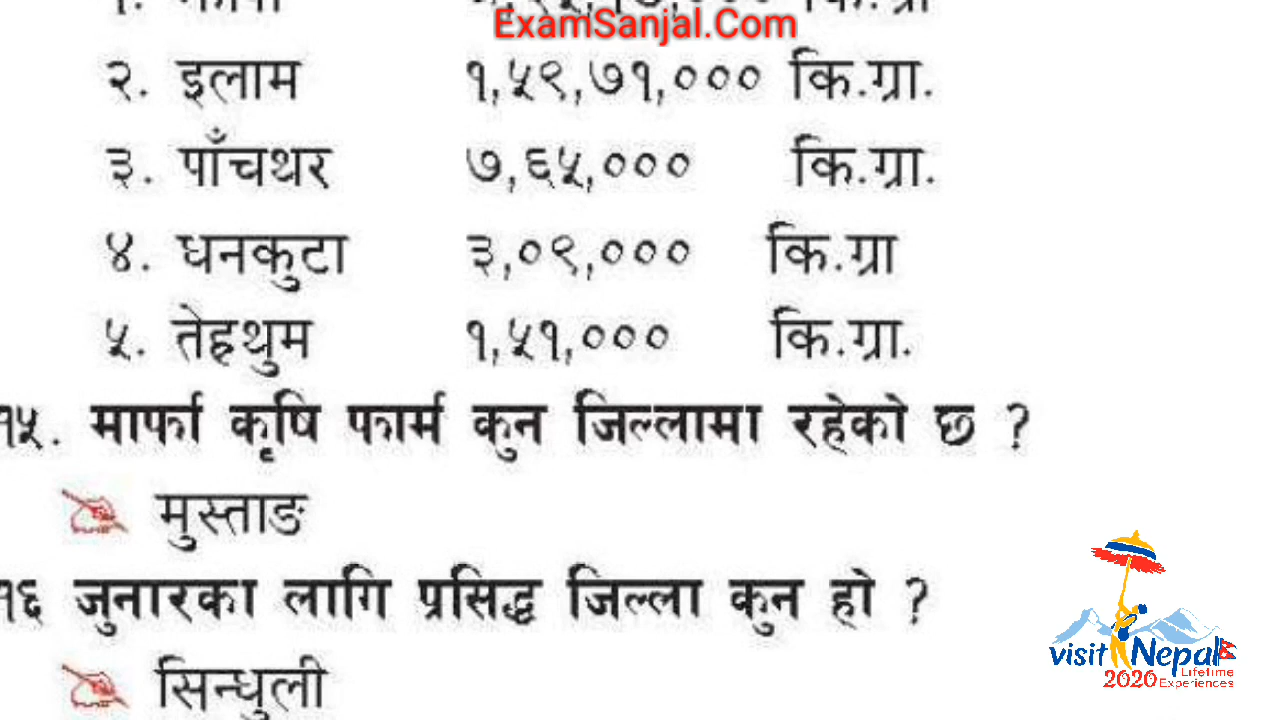 ExamSanjal.Com
२. इलाम १,५९,७१,००० कि.ग्रा.
३. पाँचथर ७,६५,००० कि.ग्रा.
४. धनकुटा ३,०९,००० कि.ग्रा
५. तेह्रथुम १,५१,००० कि.ग्रा.
१५. मार्फा कृषि फार्म कुन जिल्लामा रहेको छ ?
मुस्ताङ
१६ जुनारका लागि प्रसिद्ध जिल्ला कुन हो ?
सिन्धुली
visit Nepal
2020 Lifetime Experiences